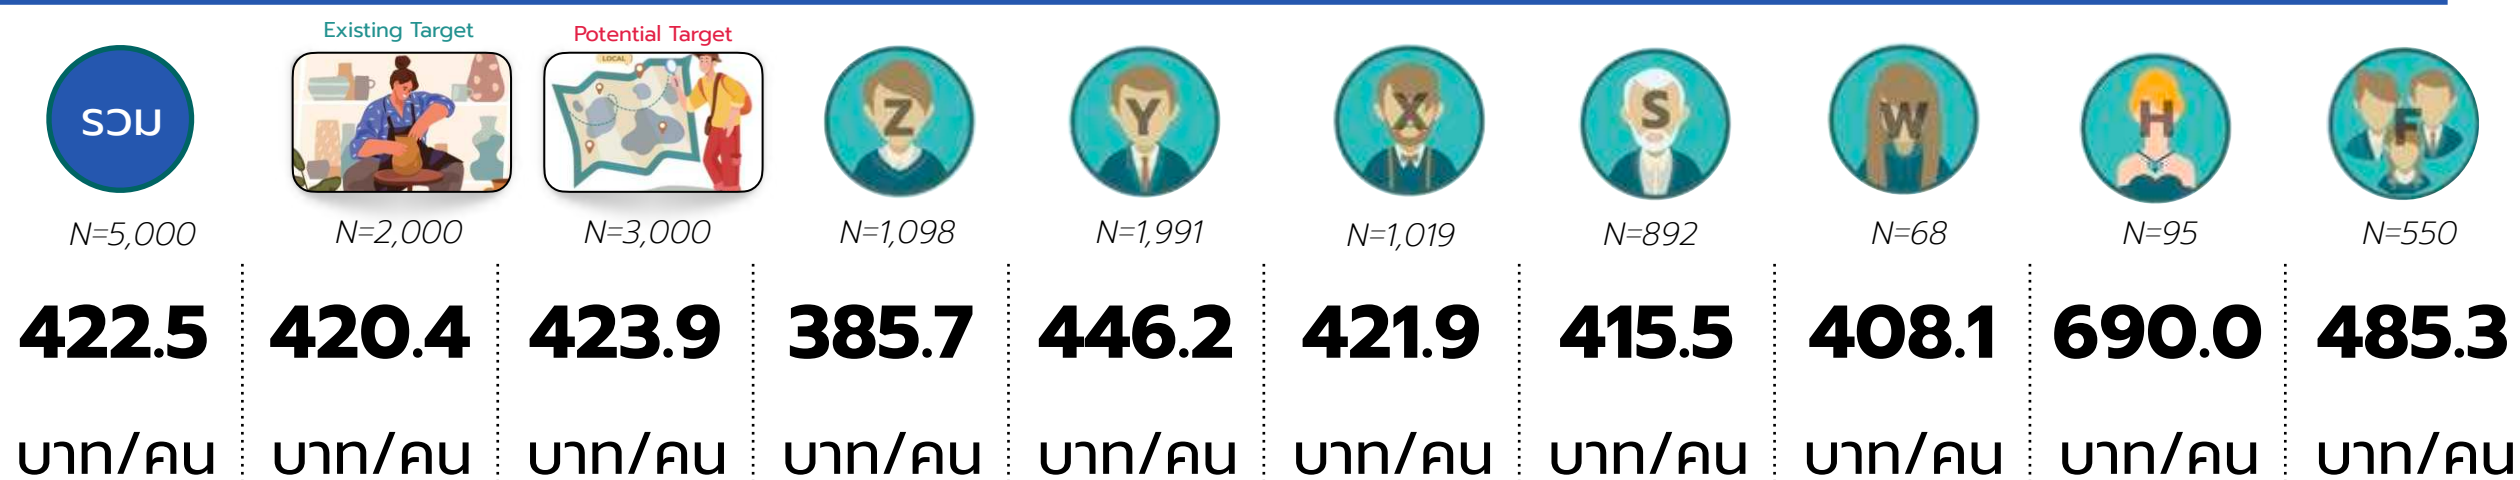 Existing Target
Potential Target
LOCAL
รวม
Z
Y
X
S
W
H
F
N=5,000
N=2,000
N=3,000
N=1,098
N=1,991
N=1,019
N=892
N=68
N=95
N=550
422.5
420.4
423.9
385.7
446.2
421.9
415.5
408.1
690.0
485.3
บาท/คน
บาท/คน
บาท/คน
บาท/คน
บาท/คน
บาท/คน
บาท/คน
บาท/คน
บาท/คน
บาท/คน